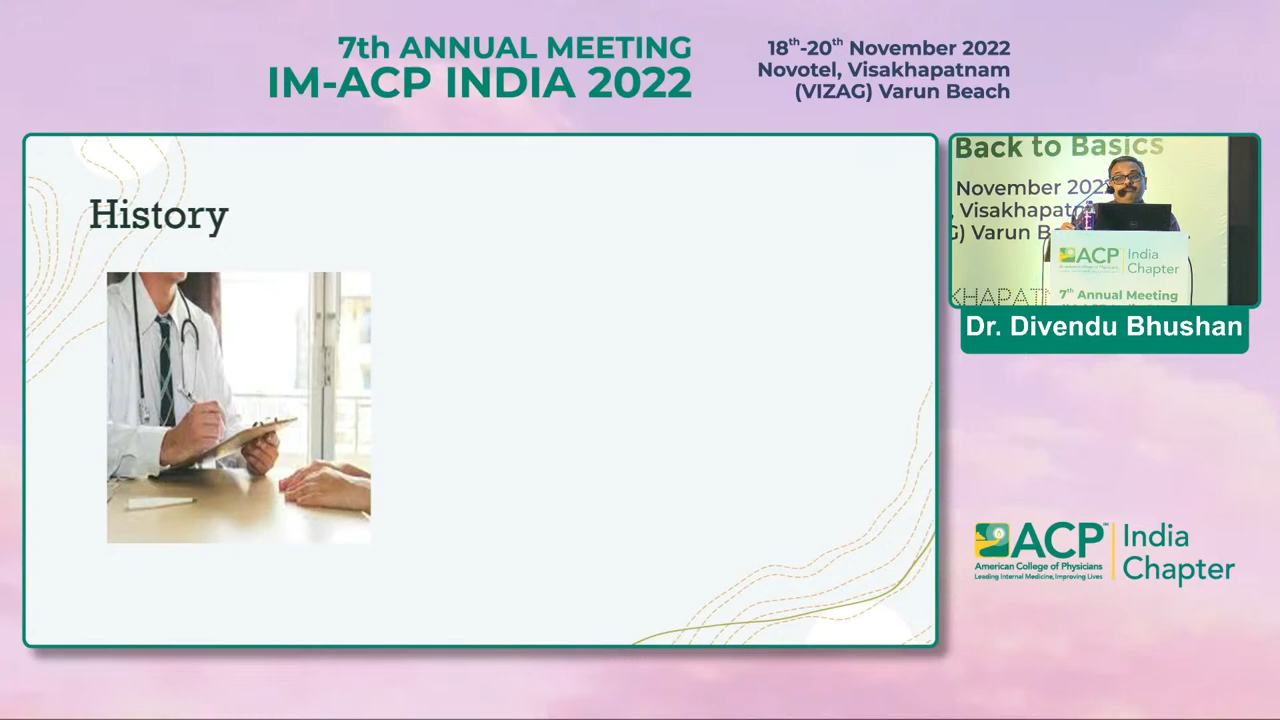 7th ANNUAL MEETING
IM-ACP INDIA 2022
18th-20th November 2022
Novotel, Visakhapatnam
(VIZAG) Varun Beach
History
Back to Basics
November 202
Visakhapat
G) Varun B
ACP India
Chapter
7th Annual Meeting
KHAPAT
Dr. Divendu Bhushan
ACP India
American College of Physicians
Leading Internal Medicine, Improving Lives
Chapter